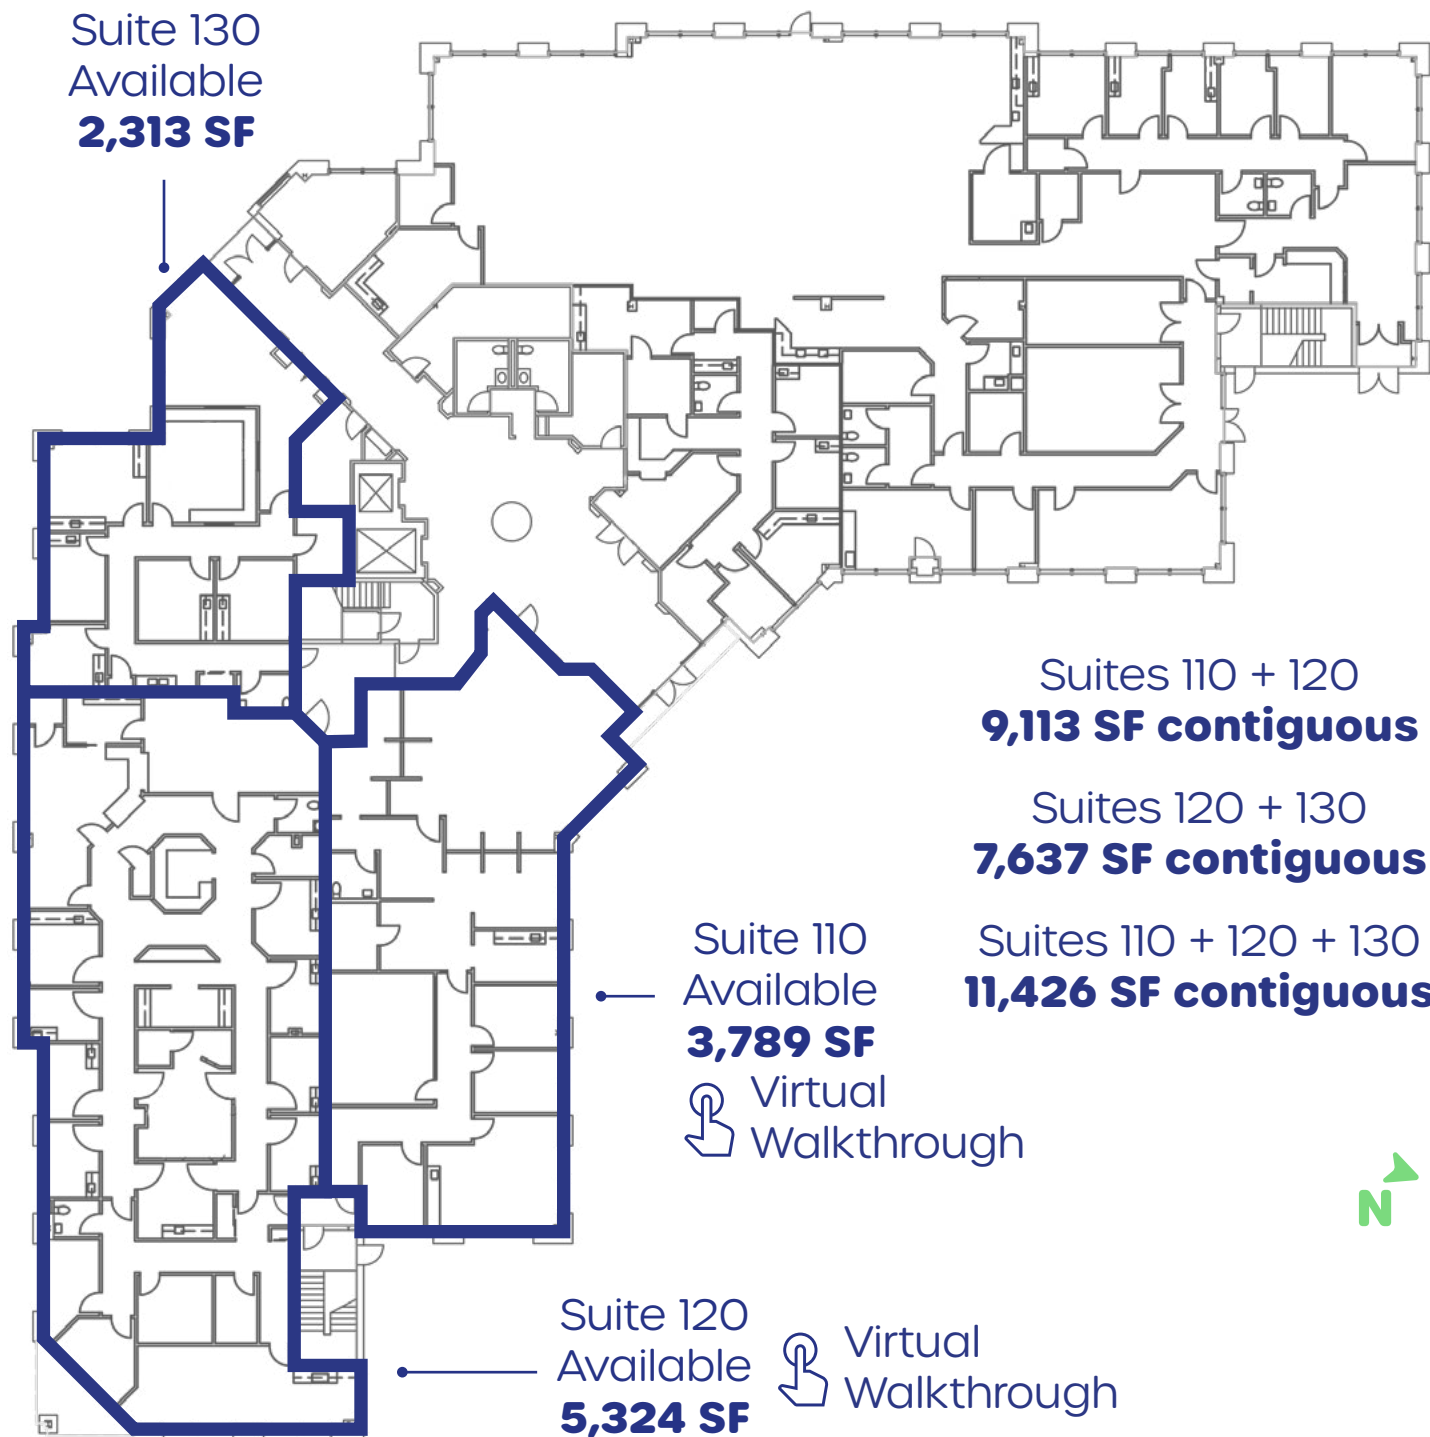 Suite 130
Available
2,313 SF
Suites 110 + 120
9,113 SF contiguous
Suites 120 + 130
7,637 SF contiguous
Suites 110 + 120 + 130
11,426 SF contiguous
Suite 110
Available
3,789 SF
Virtual
Walkthrough
N
Suite 120
Available
5,324 SF
Virtual
Walkthrough